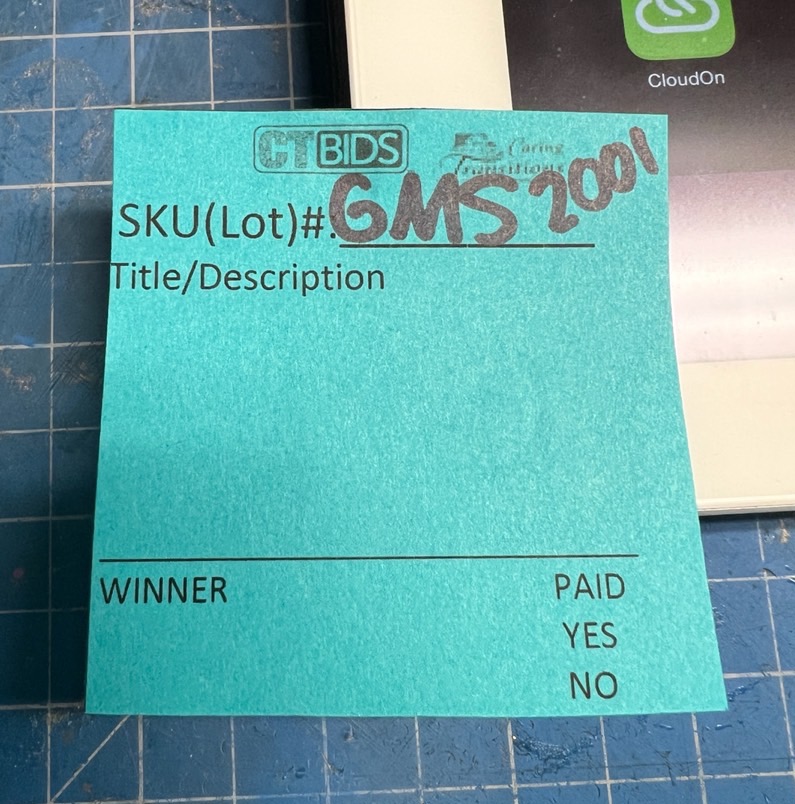 CloudOn
CTBIDS Caring
Transitions
SKU(Lot)#: GMS 2001
Title/Description
WINNER PAID
YES
NO